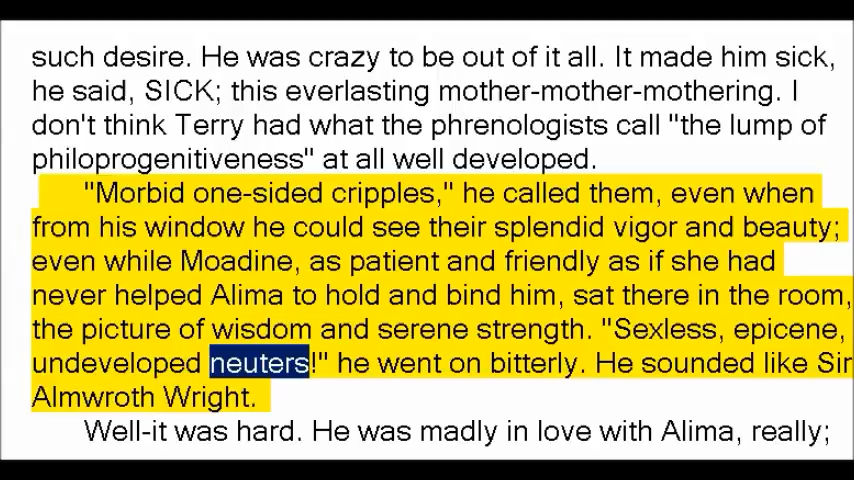 such desire. He was crazy to be out of it all. It made him sick,
he said, SICK; this everlasting mother-mother-mothering. I
don't think Terry had what the phrenologists call "the lump of
philoprogenitiveness" at all well developed.
"Morbid one-sided cripples," he called them, even when
from his window he could see their splendid vigor and beauty;
even while Moadine, as patient and friendly as if she had
never helped Alima to hold and bind him, sat there in the room,
the picture of wisdom and serene strength. "Sexless, epicene,
undeveloped neuters!" he went on bitterly. He sounded like Sir
Almwroth Wright.
Well-it was hard. He was madly in love with Alima, really;